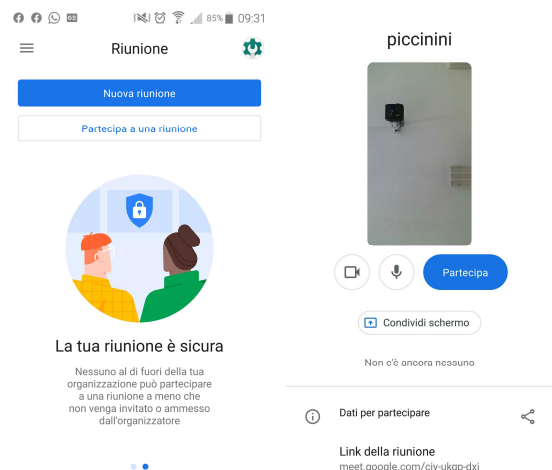 85% 09:31
Riunione
Nuova riunione
Partecipa a una riunione
La tua riunione è sicura
Nessuno al di fuori della tua
organizzazione può partecipare
a una riunione a meno che
non venga invitato o ammesso
dall'organizzatore
piccinini
Partecipa
Condividi schermo
Non c'è ancora nessuno
Dati per partecipare
Link della riunione
meet.google.com/civ-ukgp-dxi